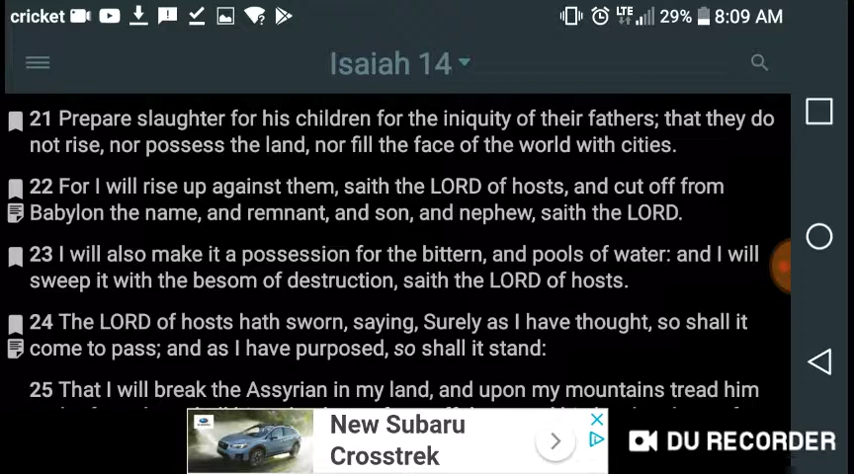 cricket
LTE
29%
8:09 AM
Isaiah 14
21 Prepare slaughter for his children for the iniquity of their fathers; that they do
not rise, nor possess the land, nor fill the face of the world with cities.
22 For I will rise up against them, saith the LORD of hosts, and cut off from
Babylon the name, and remnant, and son, and nephew, saith the LORD.
23 I will also make it a possession for the bittern, and pools of water: and I will
sweep it with the besom of destruction, saith the LORD of hosts.
24 The LORD of hosts hath sworn, saying, Surely as I have thought, so shall it
come to pass; and as I have purposed, so shall it stand:
25 That I will break the Assyrian in my land, and upon my mountains tread him
New Subaru
Crosstrek
DU RECORDER